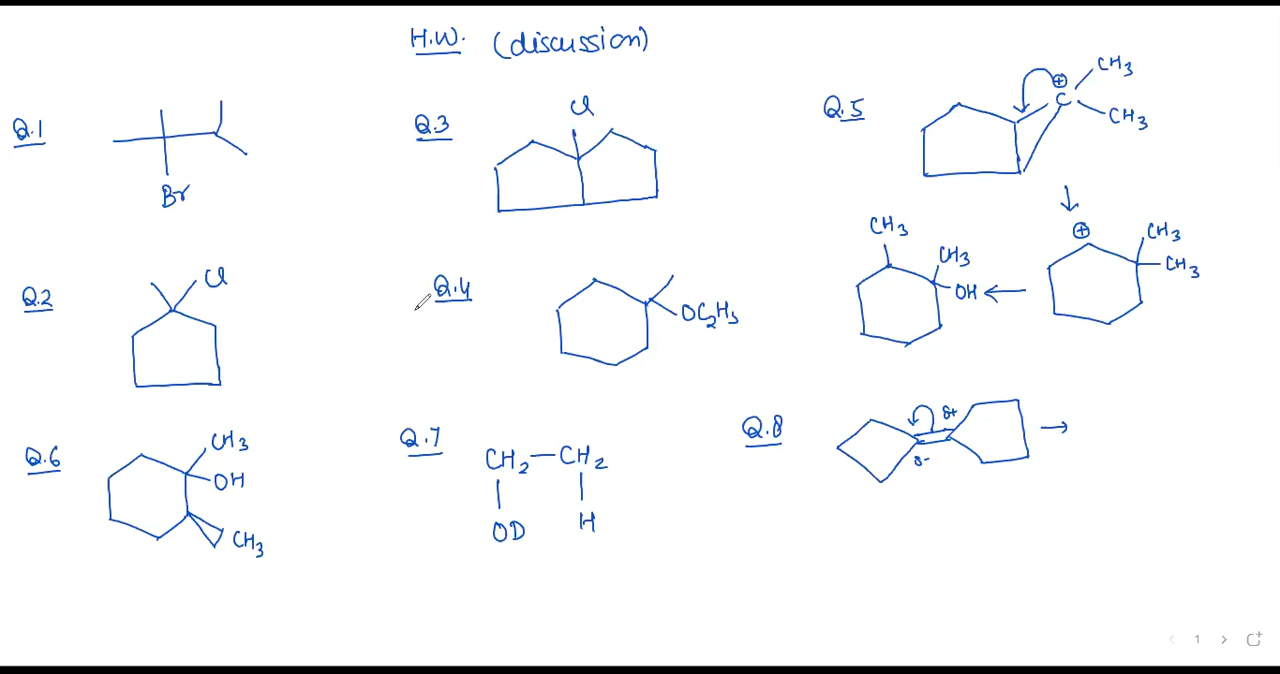 H.W. (discussion)
Q.1
Br
Q.3
Cl
Q.5
⊕
C
CH3
CH3
⊕
CH3
CH3
CH3
CH3
OH
Q.2
Cl
Q.4
OC2H5
Q.6
CH3
OH
CH3
Q.7
CH2-CH2
OD H
Q.8
δ+
δ-
1